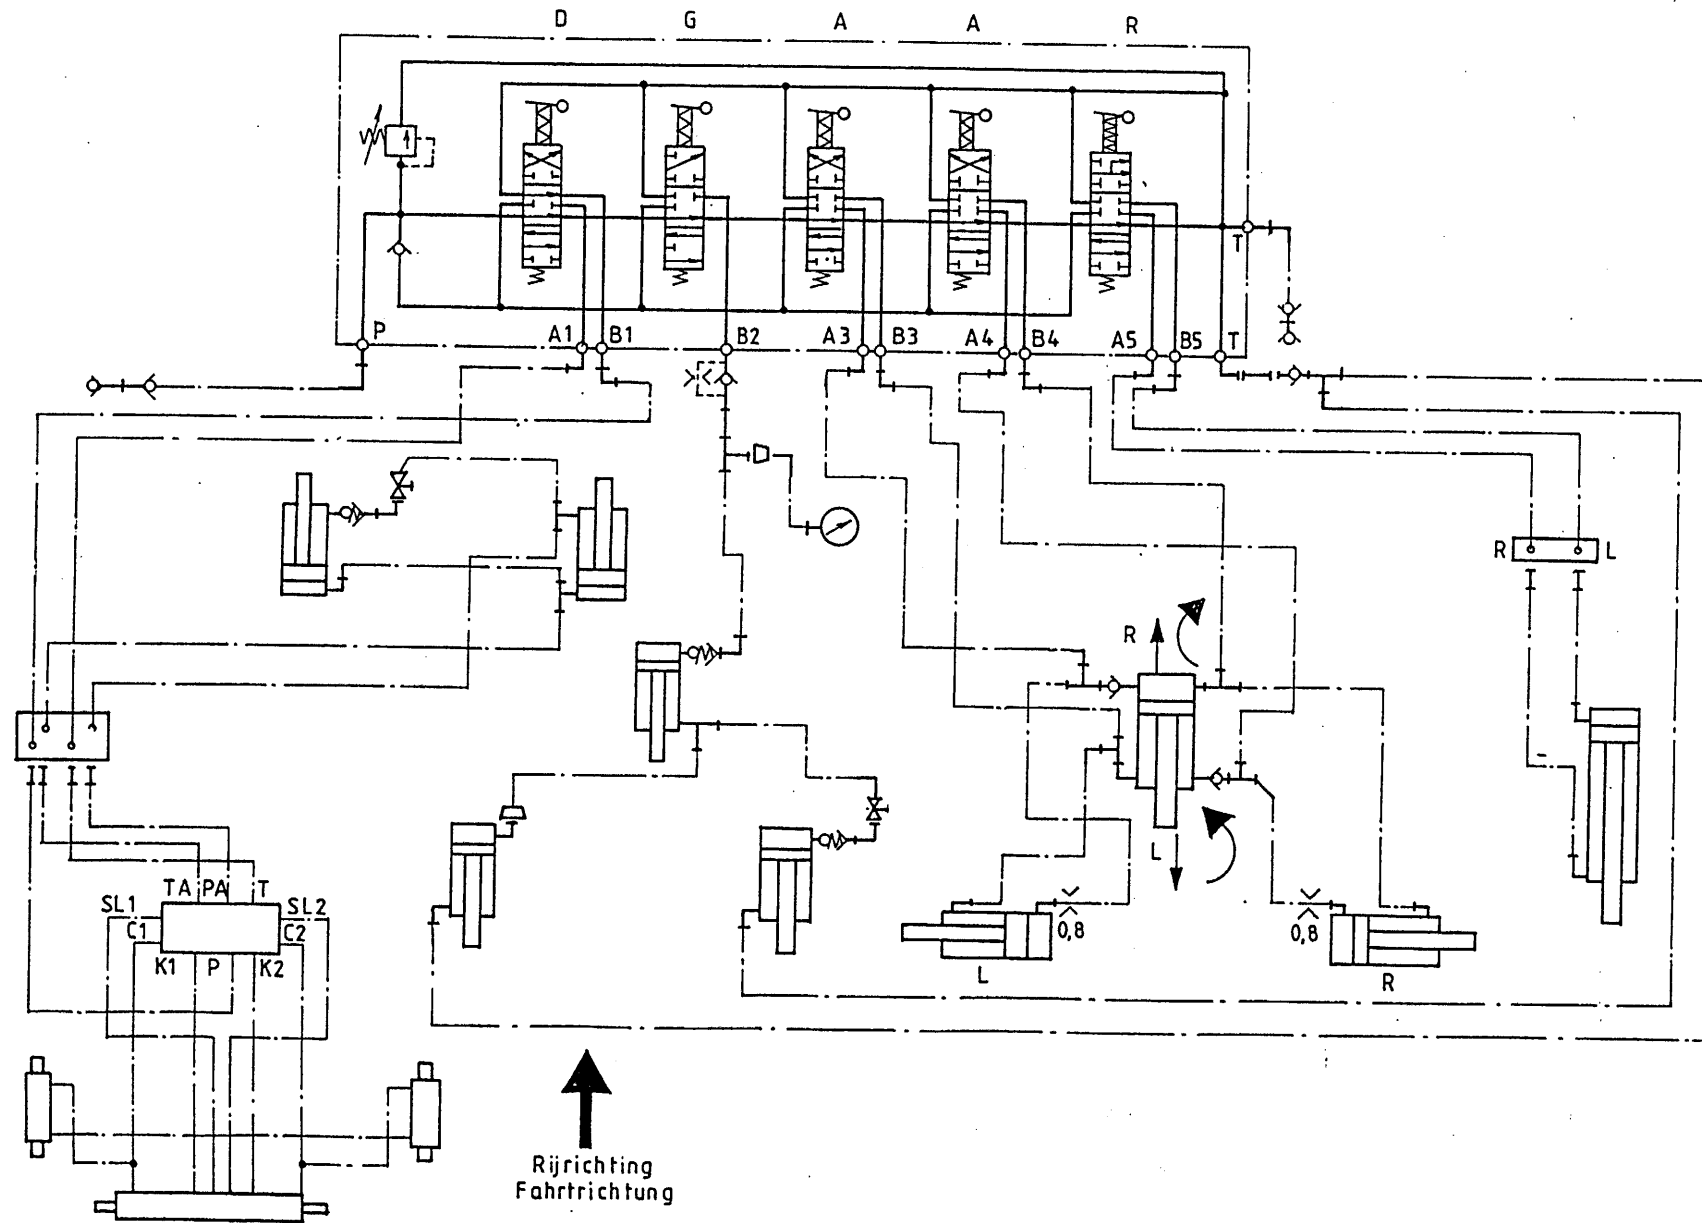 D G A A R
T
P A1 B1 B2 A3 B3 A4 B4 A5 B5 T
R L
R
L
TA PA T
SL1 SL2
C1 C2
K1 P K2
0,8 0,8
L R
Rijrichting
Fahrtrichtung